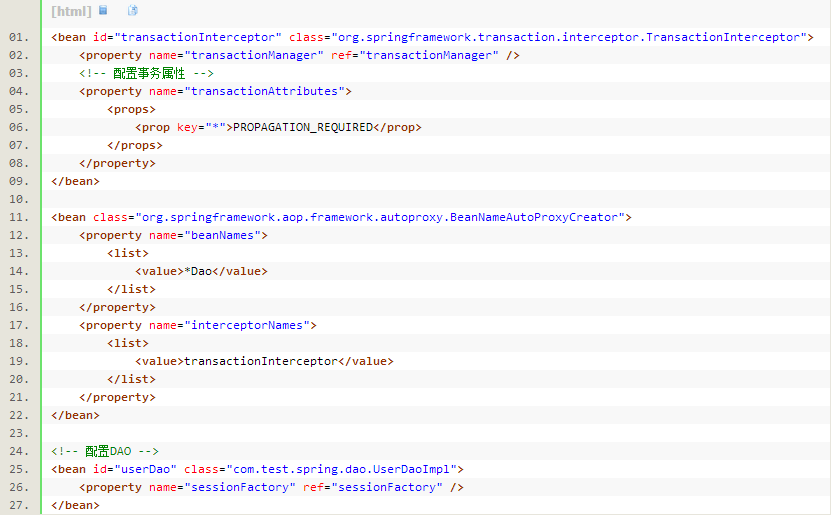 [html]
01. <bean id="transactionInterceptor" class="org.springframework.transaction.interceptor.TransactionInterceptor">
02.     <property name="transactionManager" ref="transactionManager" />
03.     <!-- 配置事务属性 -->
04.     <property name="transactionAttributes">
05.         <props>
06.             <prop key="*">PROPAGATION_REQUIRED</prop>
07.         </props>
08.     </property>
09. </bean>
10.
11. <bean class="org.springframework.aop.framework.autoproxy.BeanNameAutoProxyCreator">
12.     <property name="beanNames">
13.         <list>
14.             <value>*Dao</value>
15.         </list>
16.     </property>
17.     <property name="interceptorNames">
18.         <list>
19.             <value>transactionInterceptor</value>
20.         </list>
21.     </property>
22. </bean>
23.
24. <!-- 配置DAO -->
25. <bean id="userDao" class="com.test.spring.dao.UserDaoImpl">
26.     <property name="sessionFactory" ref="sessionFactory" />
27. </bean>